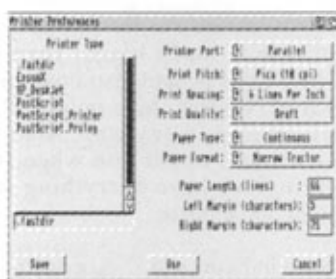 Printer Preferences
Printer Type
.fastdir
EpsonX
HP_DeskJet
PostScript
PostScript.Printer
PostScript.Prolog
.fastdir
Printer Port: Parallel
Print Pitch: Pica (10 cpi)
Print Spacing: 6 Lines Per Inch
Print Quality: Draft
Paper Type: Continuous
Paper Format: Narrow Tractor
Paper Length (lines) : 66
Left Margin (characters): 5
Right Margin (characters): 75
Save
Use
Cancel